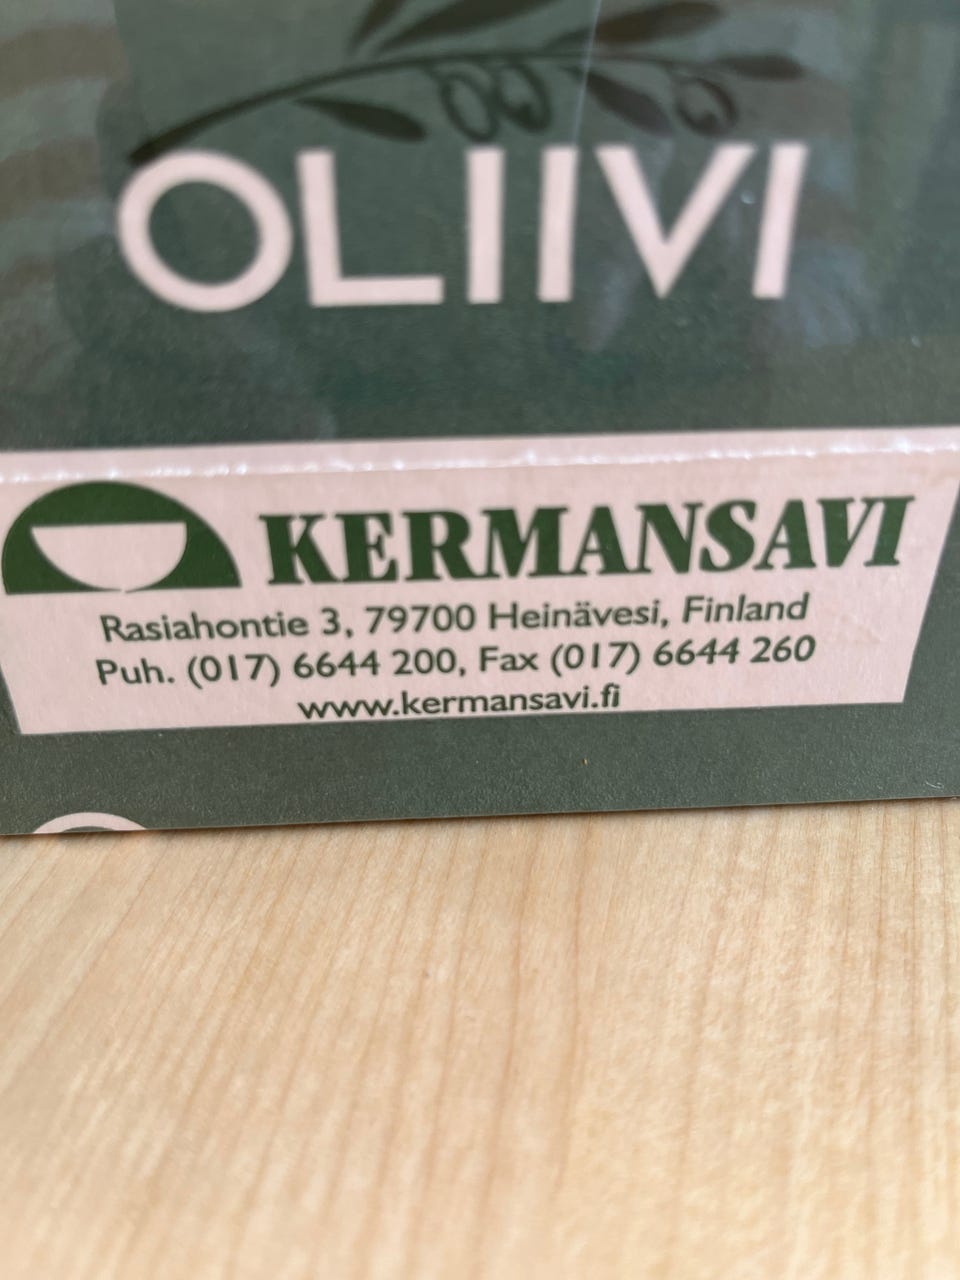 OLIIVI
KERMANSAVI
Rasiahontie 3, 79700 Heinävesi, Finland
Puh. (017) 6644 200, Fax (017) 6644 260
www.kermansavi.fi